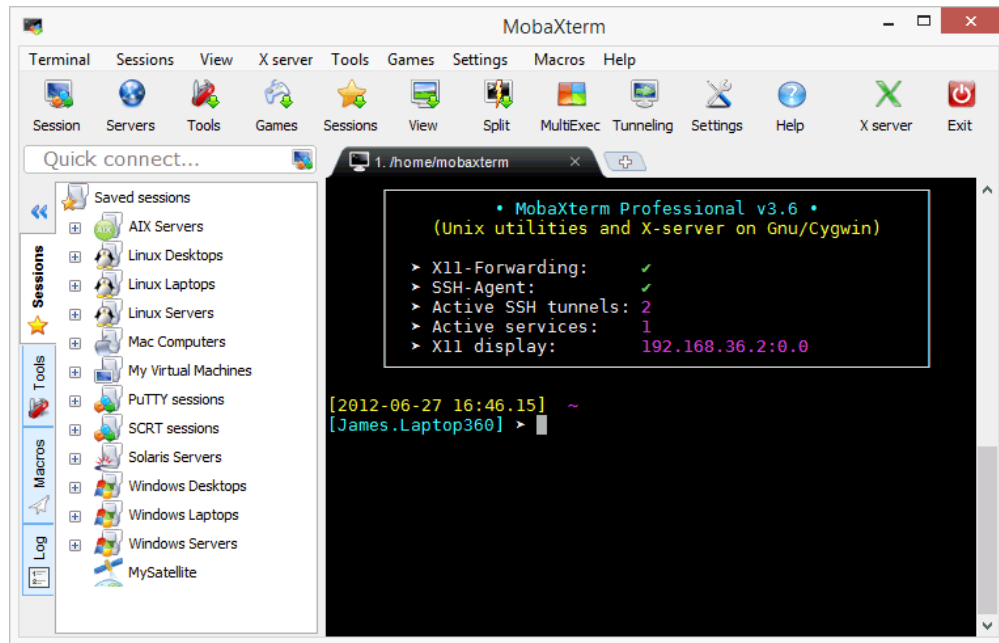 MobaXterm
Terminal Sessions View X server Tools Games Settings Macros Help
Session Servers Tools Games Sessions View Split MultiExec Tunneling Settings Help X server Exit
Quick connect...
1. /home/mobaxterm
Sessions
Tools
Macros
Log
Saved sessions
AIX Servers
Linux Desktops
Linux Laptops
Linux Servers
Mac Computers
My Virtual Machines
PuTTY sessions
SCRT sessions
Solaris Servers
Windows Desktops
Windows Laptops
Windows Servers
MySatellite
• MobaXterm Professional v3.6 •
(Unix utilities and X-server on Gnu/Cygwin)
➤ X11-Forwarding: ✔
➤ SSH-Agent: ✔
➤ Active SSH tunnels: 2
➤ Active services: 1
➤ X11 display: 192.168.36.2:0.0
[2012-06-27 16:46.15] ~
[James.Laptop360] ➤